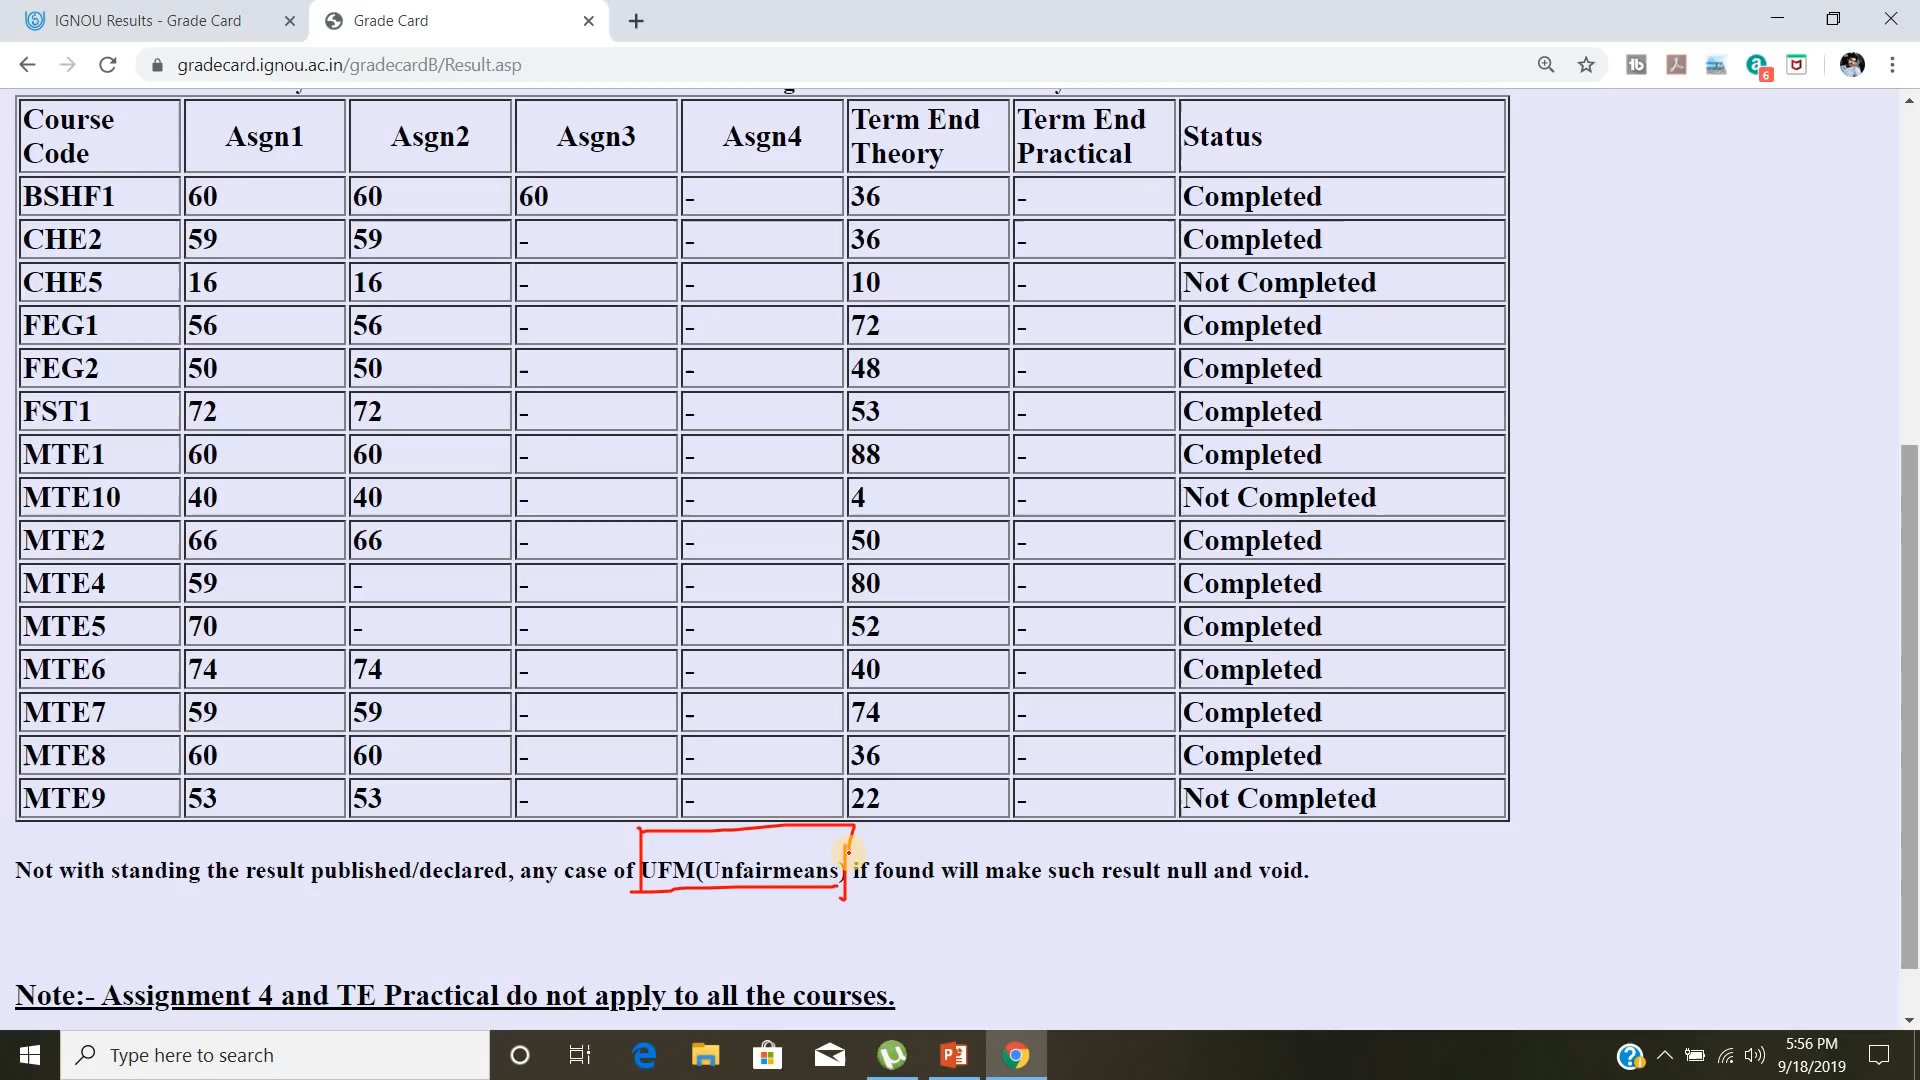 IGNOU Results - Grade Card
Grade Card
gradecard.ignou.ac.in/gradecardB/Result.asp
6
Course Code Asgn1 Asgn2 Asgn3 Asgn4 Term End Theory Term End Practical Status
BSHF1 60 60 60 - 36 - Completed
CHE2 59 59 - - 36 - Completed
CHE5 16 16 - - 10 - Not Completed
FEG1 56 56 - - 72 - Completed
FEG2 50 50 - - 48 - Completed
FST1 72 72 - - 53 - Completed
MTE1 60 60 - - 88 - Completed
MTE10 40 40 - - 4 - Not Completed
MTE2 66 66 - - 50 - Completed
MTE4 59 - - - 80 - Completed
MTE5 70 - - - 52 - Completed
MTE6 74 74 - - 40 - Completed
MTE7 59 59 - - 74 - Completed
MTE8 60 60 - - 36 - Completed
MTE9 53 53 - - 22 - Not Completed
Not with standing the result published/declared, any case of UFM(Unfairmeans) if found will make such result null and void.
Note:- Assignment 4 and TE Practical do not apply to all the courses.
Type here to search
5:56 PM
9/18/2019